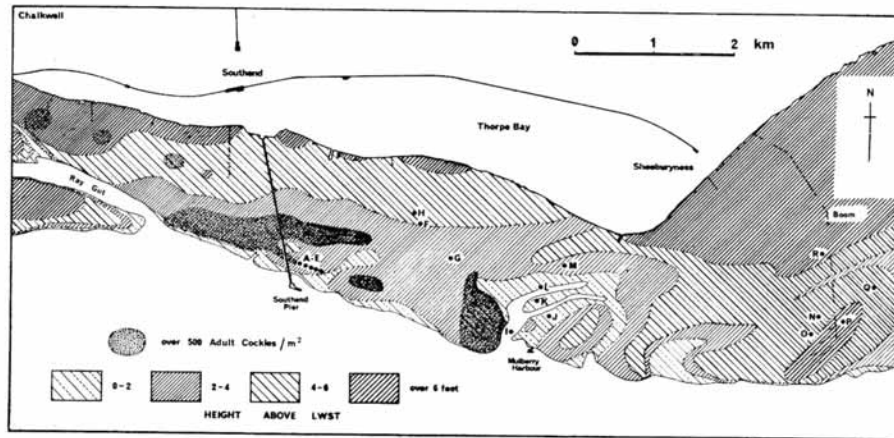 Chalkwell
0 1 2 km
Southend
N
Thorpe Bay
Shoeburyness
Ray Gut
Boom
H
F
R
A-E
G
M
Q
L
K
N
P
J
O
I
Southend
Pier
Mulberry
Harbour
over 500 Adult Cockles/m²
0-2 2-4 4-6 over 6 feet
HEIGHT ABOVE LWST